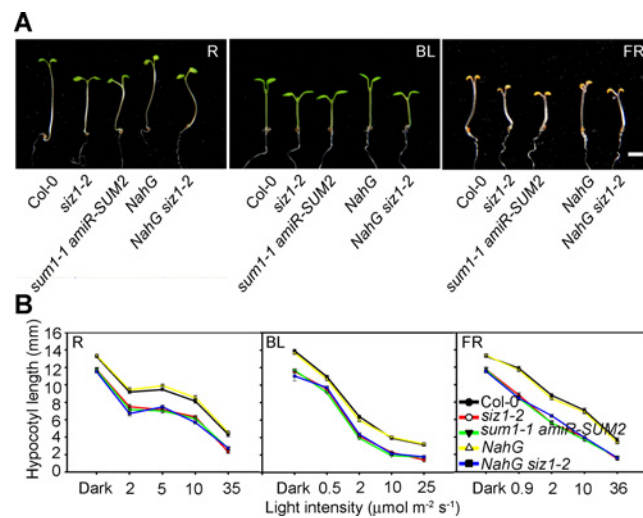 A
R
BL
FR
Col-0
siz1-2
sum1-1 amiR-SUM2
NahG
NahG siz1-2
Col-0
siz1-2
sum1-1 amiR-SUM2
NahG
NahG siz1-2
Col-0
siz1-2
sum1-1 amiR-SUM2
NahG
NahG siz1-2
B
Hypocotyl length (mm)
16
14
12
10
8
6
4
2
0
R
BL
FR
Col-0
siz1-2
sum1-1 amiR-SUM2
NahG
NahG siz1-2
Dark 2 5 10 35
Dark 0.5 2 10 25
Dark 0.9 2 10 36
Light intensity (µmol m⁻² s⁻¹)